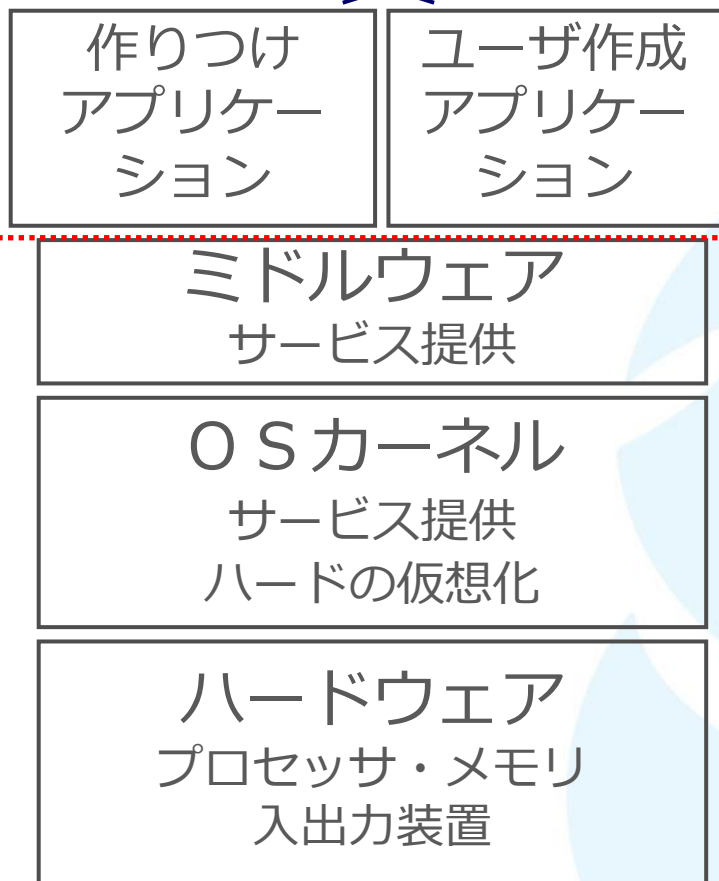 作りつけ
アプリケー
ション
ユーザ作成
アプリケー
ション
ミドルウェア
サービス提供
ＯＳカーネル
サービス提供
ハードの仮想化
ハードウェア
プロセッサ・メモリ
入出力装置